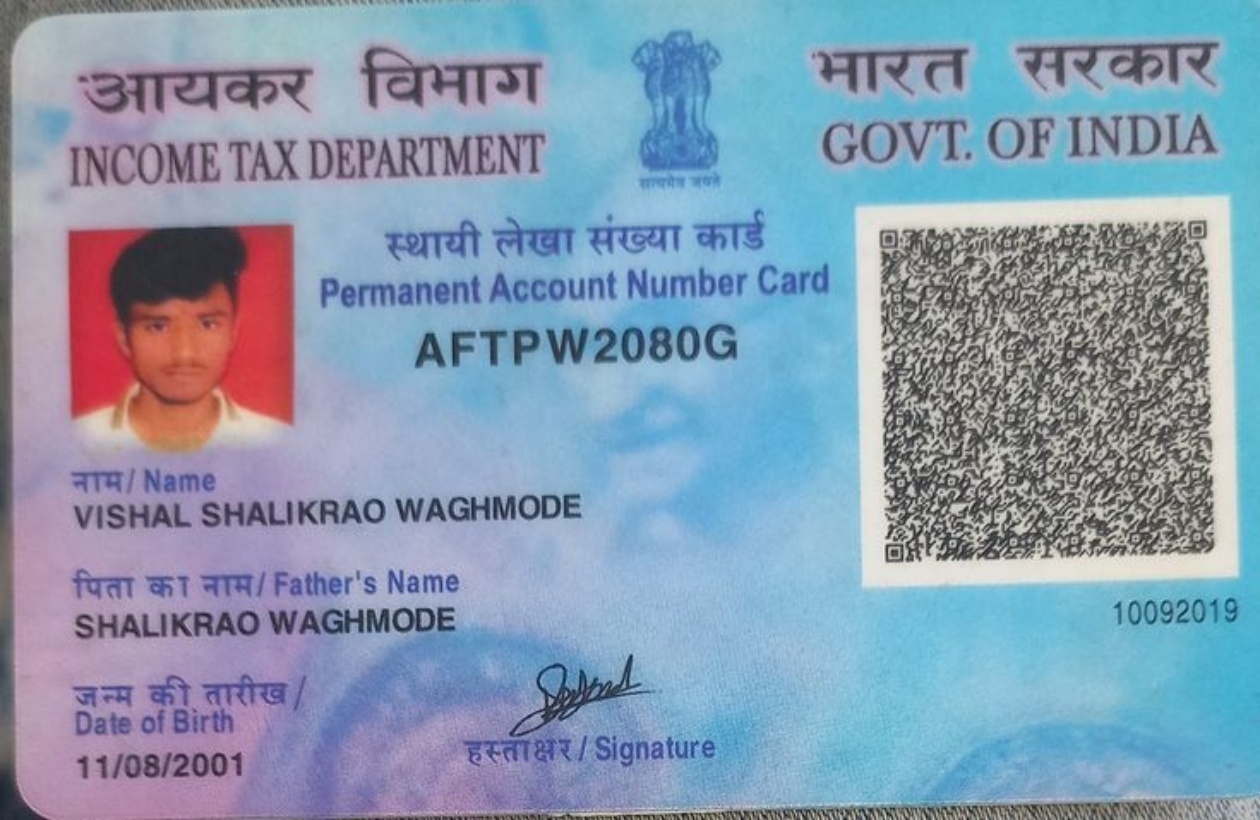 आयकर विभाग
INCOME TAX DEPARTMENT
सत्यमेव जयते
भारत सरकार
GOVT. OF INDIA
स्थायी लेखा संख्या कार्ड
Permanent Account Number Card
AFTPW2080G
नाम/ Name
VISHAL SHALIKRAO WAGHMODE
पिता का नाम/ Father's Name
SHALIKRAO WAGHMODE
जन्म की तारीख/
Date of Birth
11/08/2001
हस्ताक्षर/ Signature
10092019